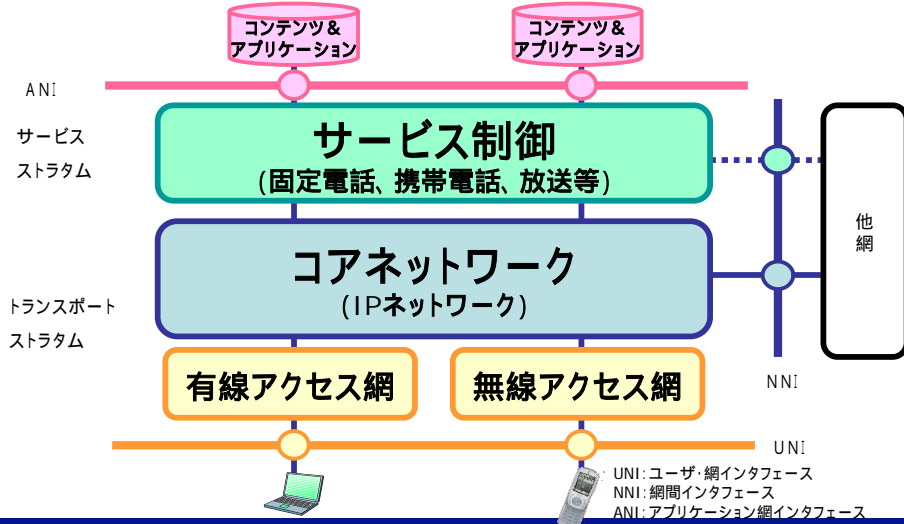 コンテンツ&
アプリケーション
コンテンツ&
アプリケーション
ANI
サービス
ストラタム
サービス制御
(固定電話、携帯電話、放送等)
他網
コアネットワーク
(IPネットワーク)
トランスポート
ストラタム
有線アクセス網
無線アクセス網
NNI
UNI
UNI:ユーザ・網インタフェース
NNI:網間インタフェース
ANI:アプリケーション網インタフェース